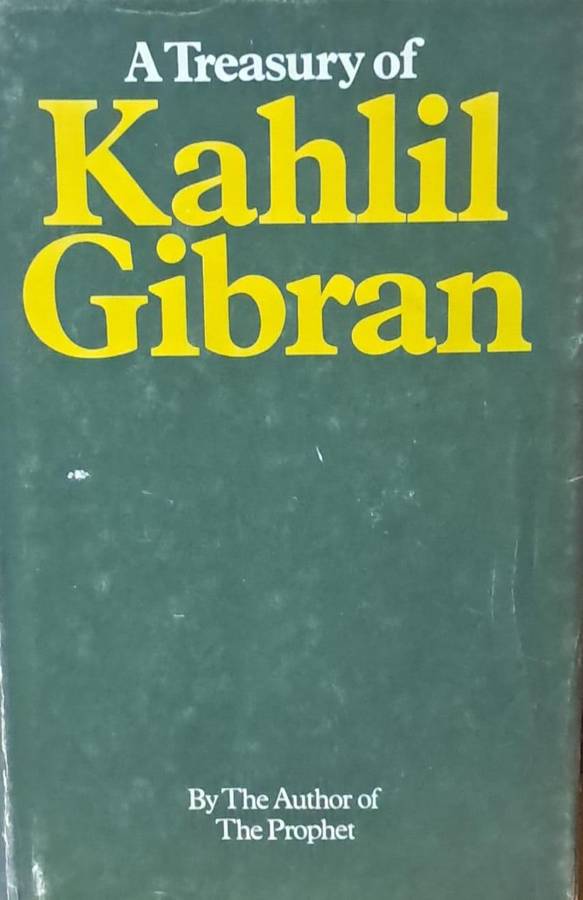 A Treasury of
Kahlil
Gibran
By The Author of
The Prophet